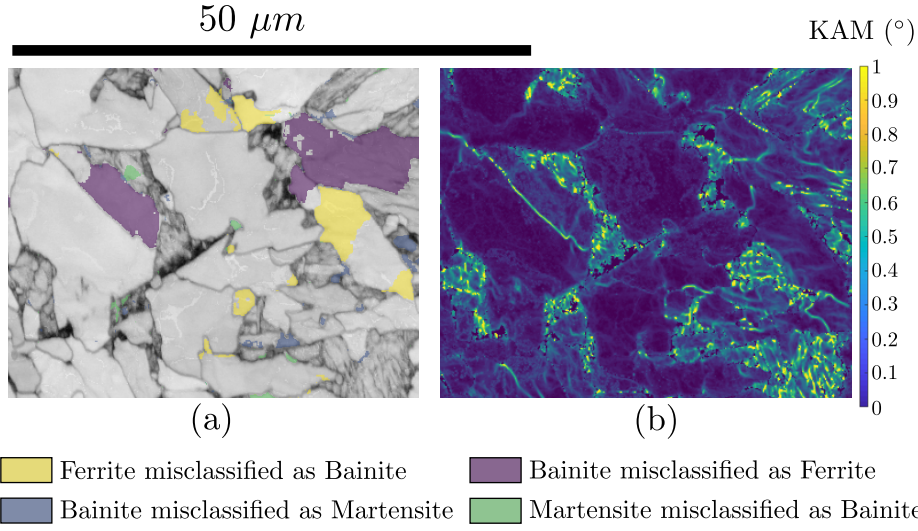 50 μm
KAM (°)
1
0.9
0.8
0.7
0.6
0.5
0.4
0.3
0.2
0.1
0
(a)
(b)
Ferrite misclassified as Bainite
Bainite misclassified as Ferrite
Bainite misclassified as Martensite
Martensite misclassified as Bainite